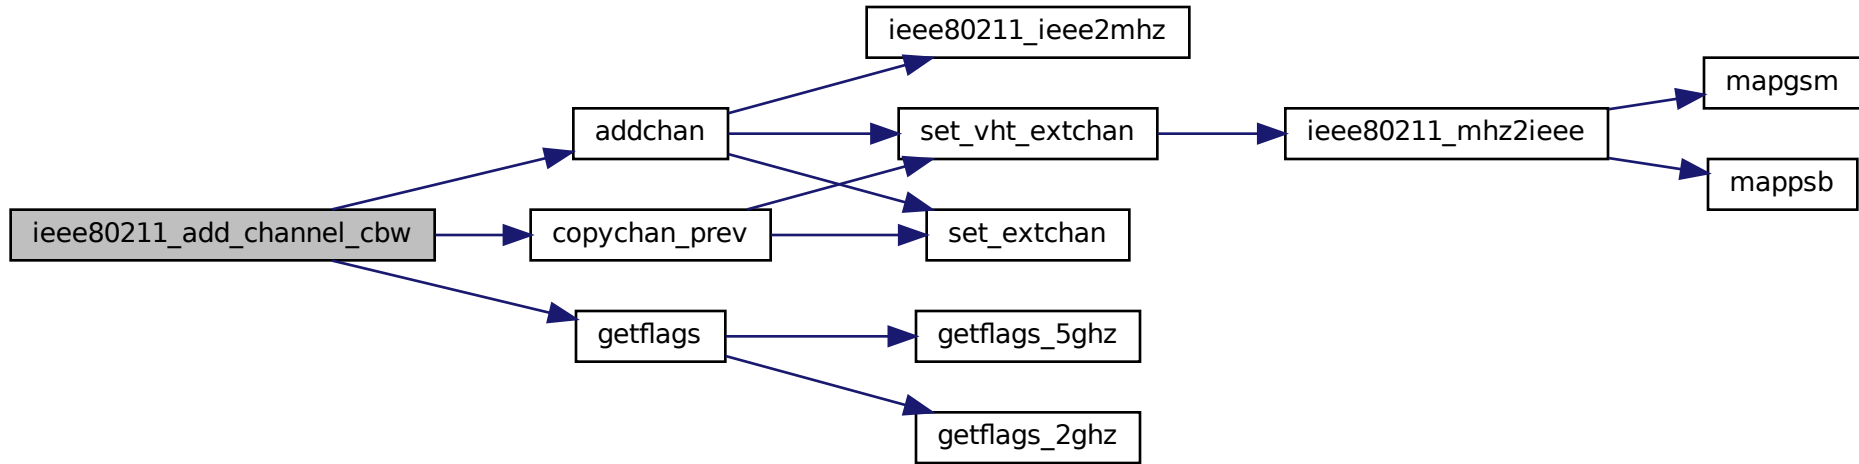 ieee80211_ieee2mhz
mapgsm
addchan
set_vht_extchan
ieee80211_mhz2ieee
mappsb
ieee80211_add_channel_cbw
copychan_prev
set_extchan
getflags
getflags_5ghz
getflags_2ghz